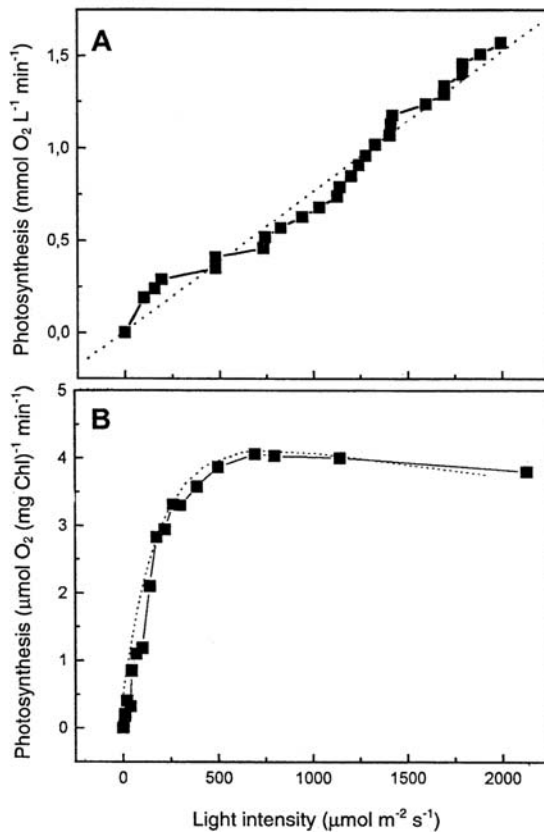 A
Photosynthesis (mmol O₂ L⁻¹ min⁻¹)
1,5
1,0
0,5
0,0
B
Photosynthesis (μmol O₂ (mg Chl)⁻¹ min⁻¹)
5
4
3
2
1
0
0 500 1000 1500 2000
Light intensity (μmol m⁻² s⁻¹)